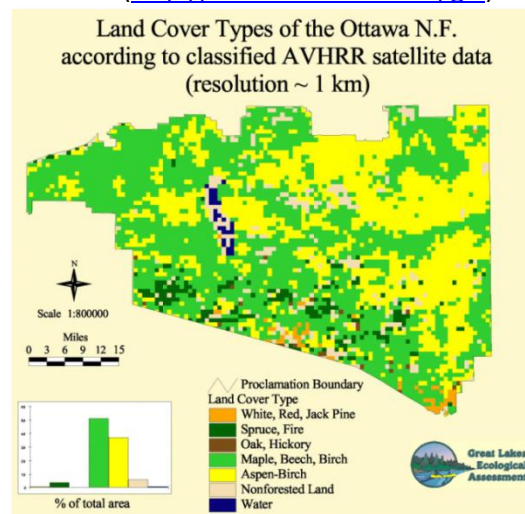 Land Cover Types of the Ottawa N.F.
according to classified AVHRR satellite data
(resolution ~ 1 km)
N
Scale 1:800000
Miles
0 3 6 9 12 15
Proclamation Boundary
Land Cover Type
White, Red, Jack Pine
Spruce, Fire
Oak, Hickory
Maple, Beech, Birch
Aspen-Birch
Nonforested Land
Water
% of total area
Great Lakes
Ecological
Assessment